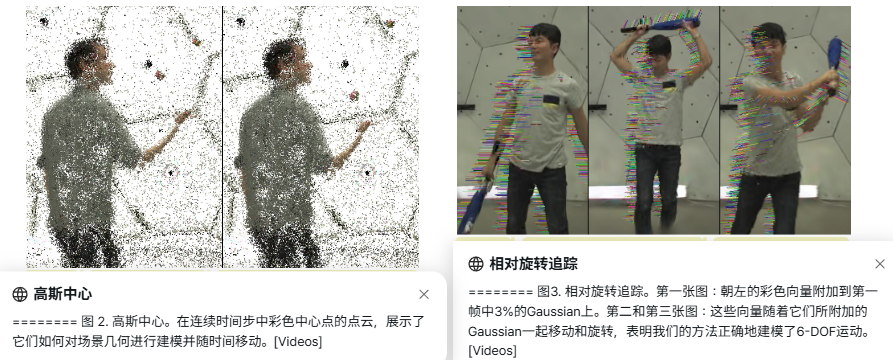 高斯中心
======== 图 2. 高斯中心。在连续时间步中彩色中心点的点云，展示了
它们如何对场景几何进行建模并随时间移动。[Videos]
相对旋转追踪
======== 图3. 相对旋转追踪。第一张图：朝左的彩色向量附加到第一
帧中3%的Gaussian上。第二和第三张图：这些向量随着它们所附加的
Gaussian一起移动和旋转，表明我们的方法正确地建模了6-DOF运动。
[Videos]